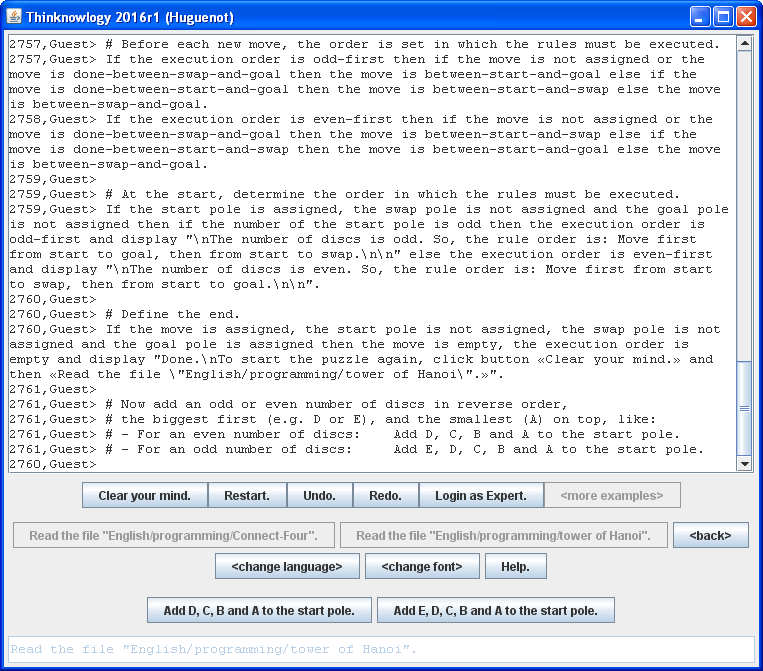 Thinknowlogy 2016r1 (Huguenot)
2757,Guest> # Before each new move, the order is set in which the rules must be executed.
2757,Guest> If the execution order is odd-first then if the move is not assigned or the
move is done-between-swap-and-goal then the move is between-start-and-goal else if the
move is done-between-start-and-goal then the move is between-start-and-swap else the move
is between-swap-and-goal.
2758,Guest> If the execution order is even-first then if the move is not assigned or the
move is done-between-swap-and-goal then the move is between-start-and-swap else if the
move is done-between-start-and-swap then the move is between-start-and-goal else the move
is between-swap-and-goal.
2759,Guest>
2759,Guest> # At the start, determine the order in which the rules must be executed.
2759,Guest> If the start pole is assigned, the swap pole is not assigned and the goal pole
is not assigned then if the number of the start pole is odd then the execution order is
odd-first and display "\nThe number of discs is odd. So, the rule order is: Move first
from start to goal, then from start to swap.\n\n" else the execution order is even-first
and display "\nThe number of discs is even. So, the rule order is: Move first from start
to swap, then from start to goal.\n\n".
2760,Guest>
2760,Guest> # Define the end.
2760,Guest> If the move is assigned, the start pole is not assigned, the swap pole is not
assigned and the goal pole is assigned then the move is empty, the execution order is
empty and display "Done.\nTo start the puzzle again, click button «Clear your mind.» and
then «Read the file \"English/programming/tower of Hanoi\".»".
2761,Guest>
2761,Guest> # Now add an odd or even number of discs in reverse order,
2761,Guest> # the biggest first (e.g. D or E), and the smallest (A) on top, like:
2761,Guest> # - For an even number of discs:    Add D, C, B and A to the start pole.
2761,Guest> # - For an odd number of discs:     Add E, D, C, B and A to the start pole.
2760,Guest>
Clear your mind. Restart. Undo. Redo. Login as Expert. <more examples>
Read the file "English/programming/Connect-Four". Read the file "English/programming/tower of Hanoi". <back>
<change language> <change font> Help.
Add D, C, B and A to the start pole. Add E, D, C, B and A to the start pole.
Read the file "English/programming/tower of Hanoi".